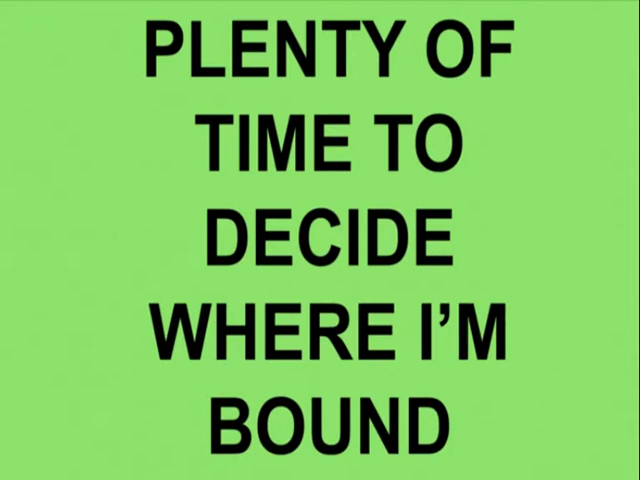 PLENTY OF
TIME TO
DECIDE
WHERE I’M
BOUND